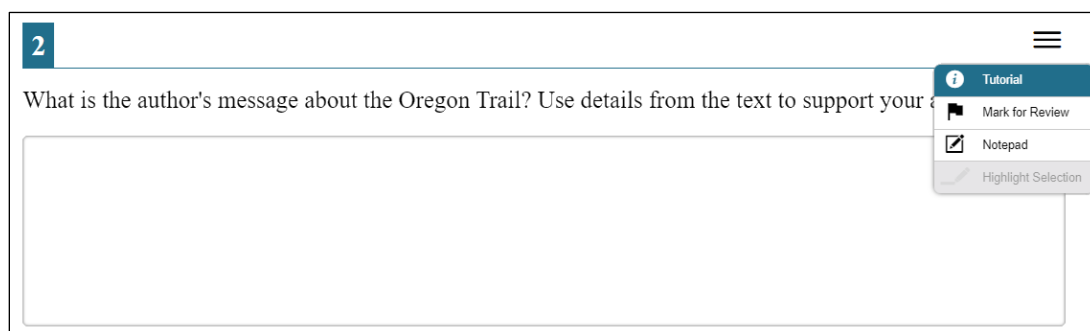 2
What is the author's message about the Oregon Trail? Use details from the text to support your
Tutorial
Mark for Review
Notepad
Highlight Selection